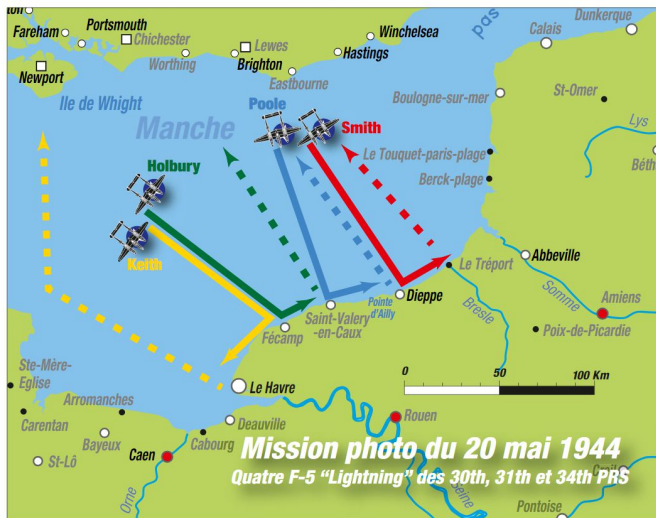 ton
Fareham
Portsmouth
Chichester
Worthing
Lewes
Brighton
Eastbourne
Hastings
Winchelsea
Newport
Ile de Whight
Manche
pas
Calais
Dunkerque
Boulogne-sur-mer
St-Omer
Lys
Béth
Poole
Smith
Le Touquet-paris-plage
Berck-plage
Holbury
Keith
Abbeville
Le Tréport
Somme
Amiens
Dieppe
Pointe
d'Ailly
Saint-Valery
-en-Caux
Bresle
Poix-de-Picardie
Fécamp
Ste-Mère-
Eglise
Le Havre
0 50 100 Km
Arromanches
Carentan
Deauville
Rouen
Bayeux
Cabourg
St-Lô
Caen
Orne
Mission photo du 20 mai 1944
Quatre F-5 “Lightning” des 30th, 31th et 34th PRS
Seine
Creil
Pontoise
Oise